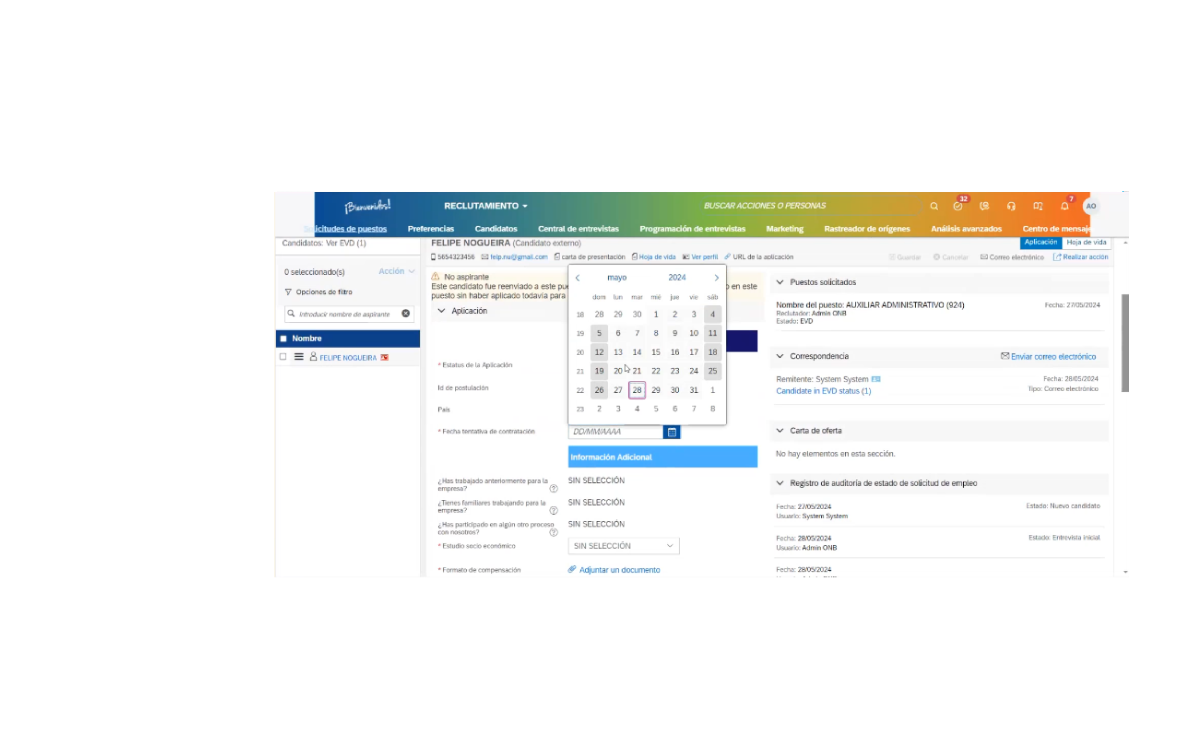 ¡Bienvenidos!
RECLUTAMIENTO
BUSCAR ACCIONES O PERSONAS
32
7
AO
icitudes de puestos
Preferencias
Candidatos
Central de entrevistas
Programación de entrevistas
Marketing
Rastreador de orígenes
Análisis avanzados
Centro de mensaje
Candidatos: Ver EVD (1)
0 seleccionado(s)
Acción
Opciones de filtro
Introducir nombre de aspirante
Nombre
FELIPE NOGUEIRA
FELIPE NOGUEIRA (Candidato externo)
Aplicación
Hoja de vida
5654323456
carta de presentación
Hoja de vida
Ver perfil
URL de la aplicación
Guardar
Cancelar
Correo electrónico
Realizar acción
No aspirante
Este candidato fue reenviado a este pu
o en este
puesto sin haber aplicado todavía para
Aplicación
* Estatus de la Aplicación
Id de postulación
País
* Fecha tentativa de contratación
mayo 2024
dom lun mar mié jue vie sáb
18 28 29 30 1 2 3 4
19 5 6 7 8 9 10 11
20 12 13 14 15 16 17 18
21 19 20 21 22 23 24 25
22 26 27 28 29 30 31 1
23 2 3 4 5 6 7 8
DD/MM/AAAA
Información Adicional
¿Has trabajado anteriormente para la
empresa?
SIN SELECCIÓN
¿Tienes familiares trabajando para la
empresa?
SIN SELECCIÓN
¿Has participado en algún otro proceso
con nosotros?
SIN SELECCIÓN
* Estudio socio económico
SIN SELECCIÓN
* Formato de compensación
Adjuntar un documento
Puestos solicitados
Nombre del puesto: AUXILIAR ADMINISTRATIVO (924)
Fecha: 27/05/2024
Reclutador: Admin ONB
Estado: EVD
Correspondencia
Enviar correo electrónico
Remitente: System System
Fecha: 28/05/2024
Candidate in EVD status (1)
Tipo: Correo electrónico
Carta de oferta
No hay elementos en esta sección.
Registro de auditoría de estado de solicitud de empleo
Fecha: 27/05/2024
Estado: Nuevo candidato
Usuario: System System
Fecha: 28/05/2024
Estado: Entrevista inicial
Usuario: Admin ONB
Fecha: 28/05/2024